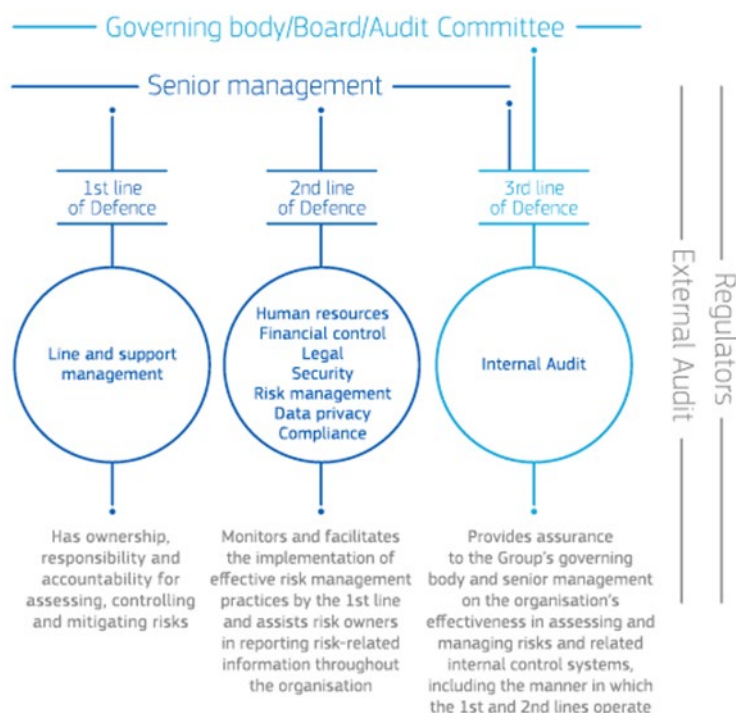 Governing body/Board/Audit Committee
Senior management
1st line
of Defence
2nd line
of Defence
3rd line
of Defence
Line and support
management
Human resources
Financial control
Legal
Security
Risk management
Data privacy
Compliance
Internal Audit
Has ownership,
responsibility and
accountability for
assessing, controlling
and mitigating risks
Monitors and facilitates
the implementation of
effective risk management
practices by the 1st line
and assists risk owners
in reporting risk-related
information throughout
the organisation
Provides assurance
to the Group's governing
body and senior management
on the organisation's
effectiveness in assessing and
managing risks and related
internal control systems,
including the manner in which
the 1st and 2nd lines operate
External Audit
Regulators